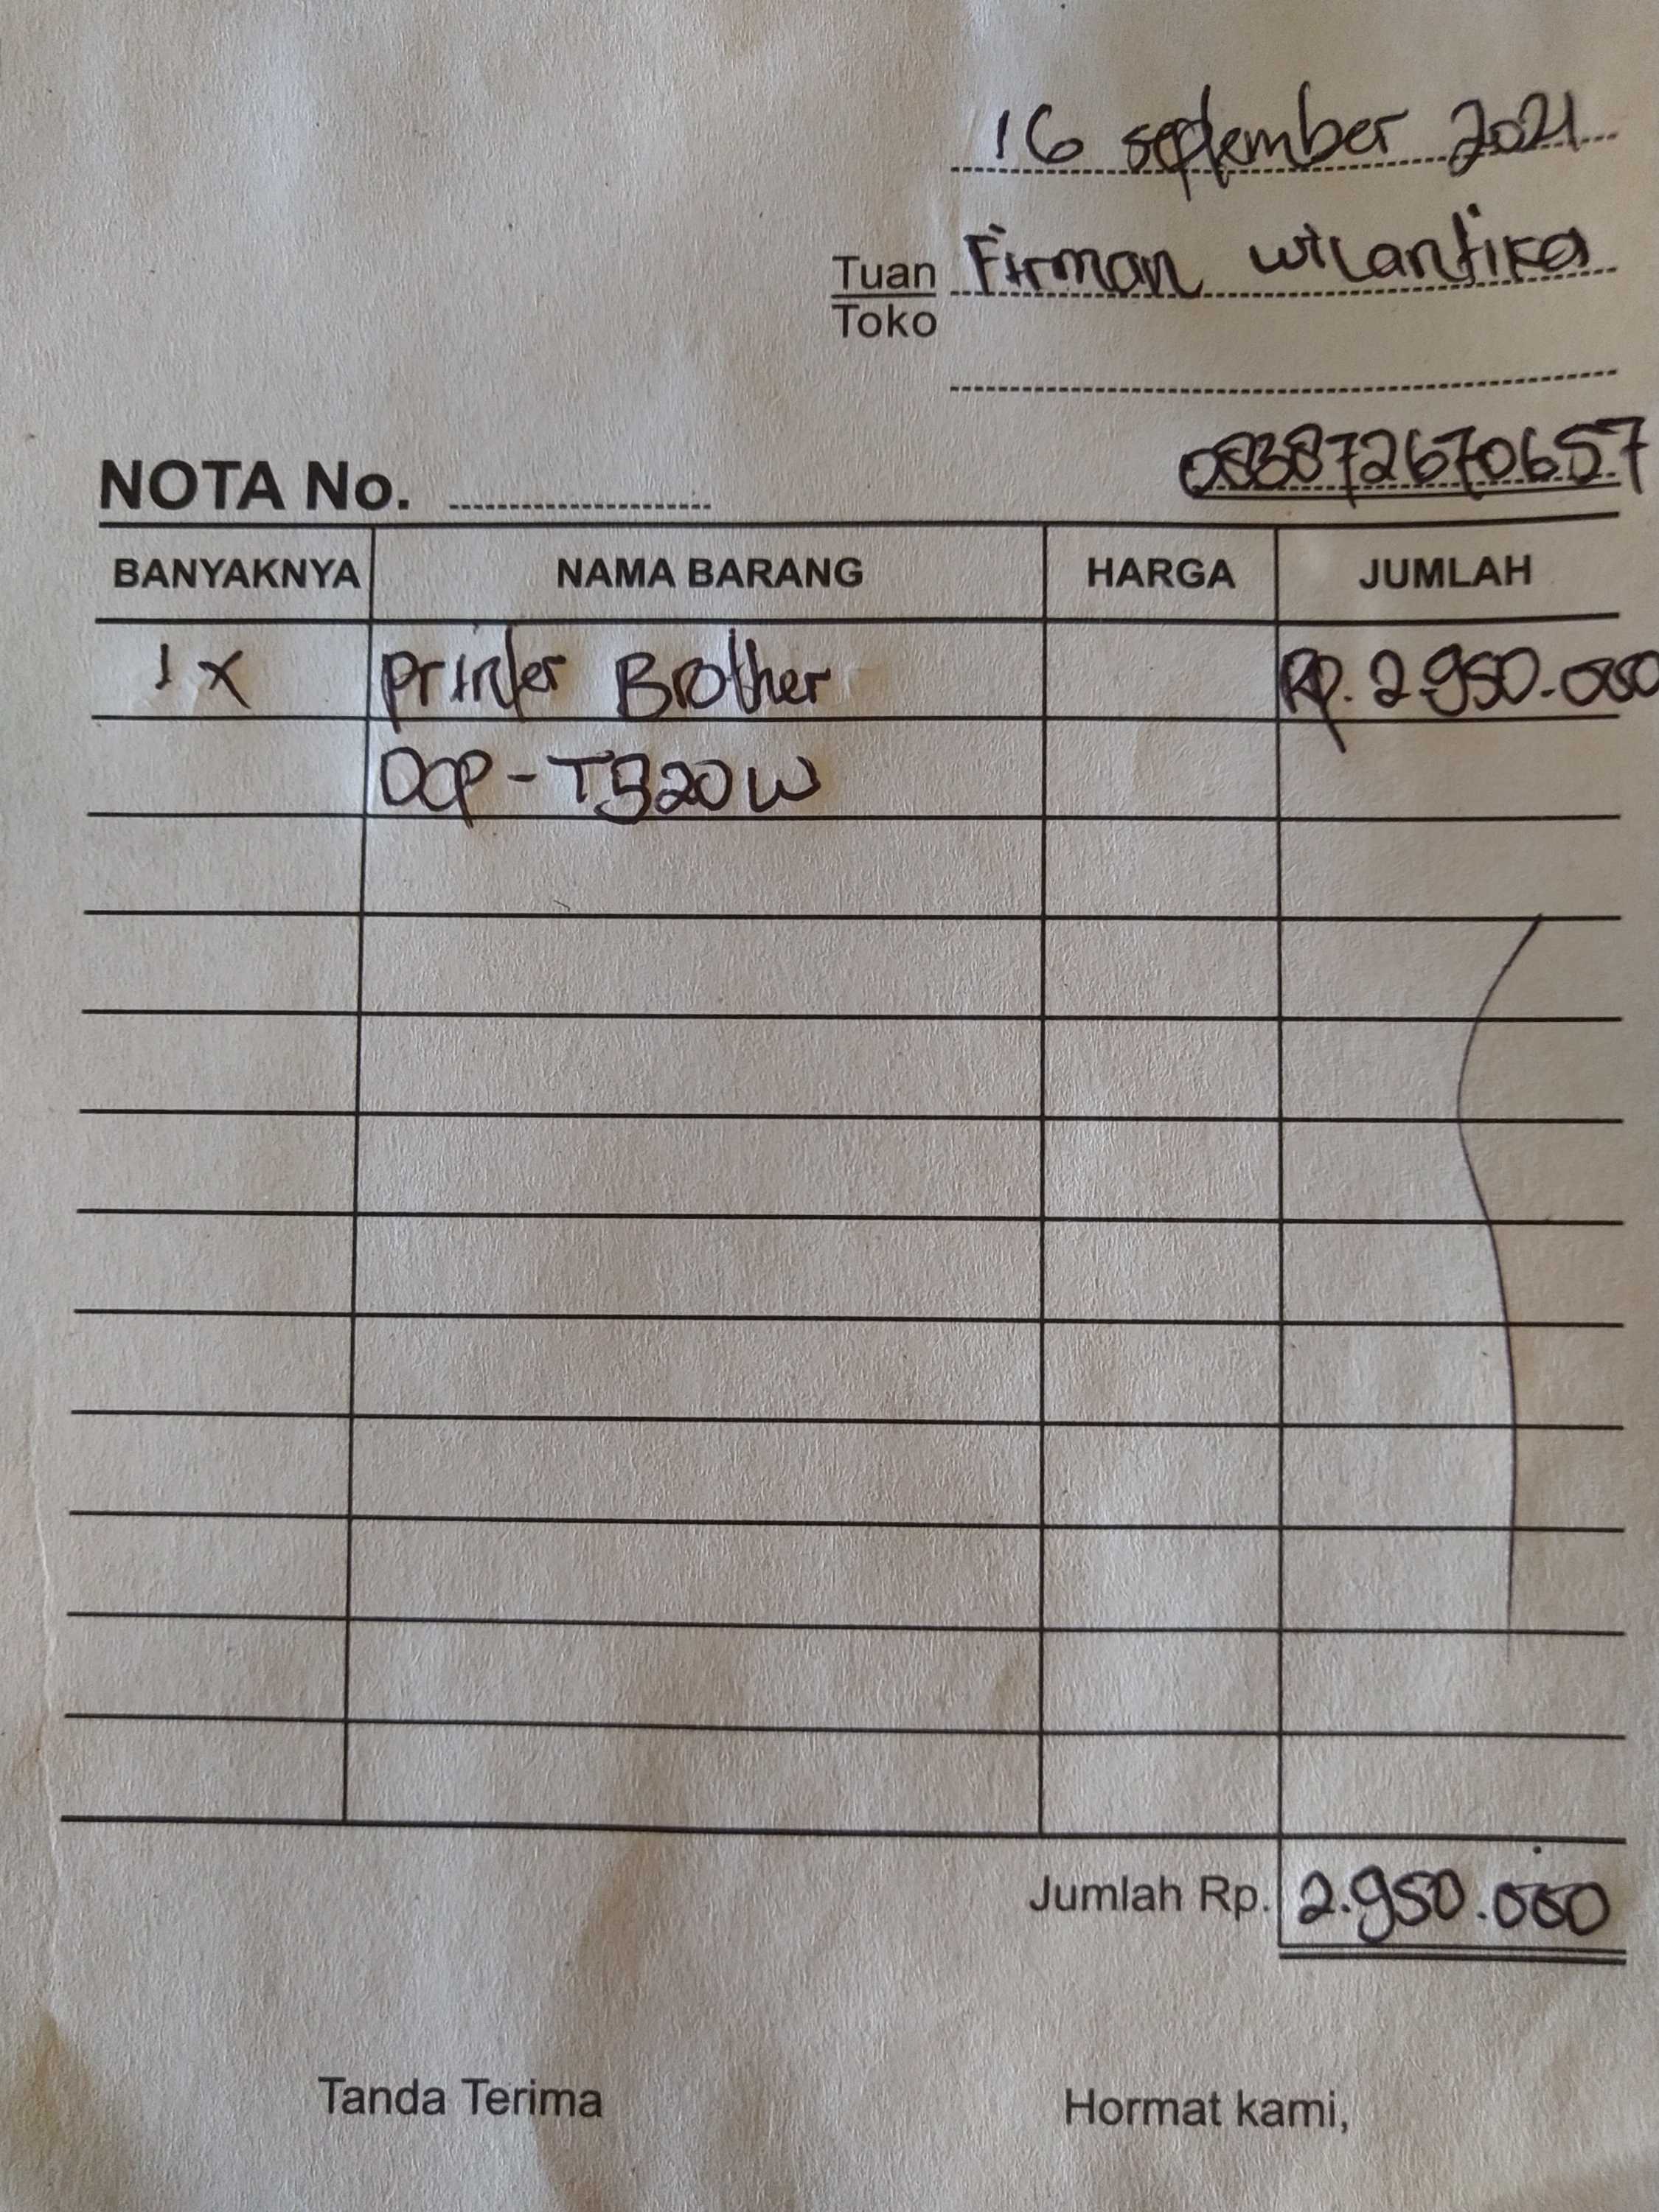 16 september 2021
Tuan Firman wilantika
Toko
NOTA No.
083872670657
BANYAKNYA NAMA BARANG HARGA JUMLAH
1 x printer Brother Rp. 2.950.000
DCP-T520W
Jumlah Rp. 2.950.000
Tanda Terima Hormat kami,